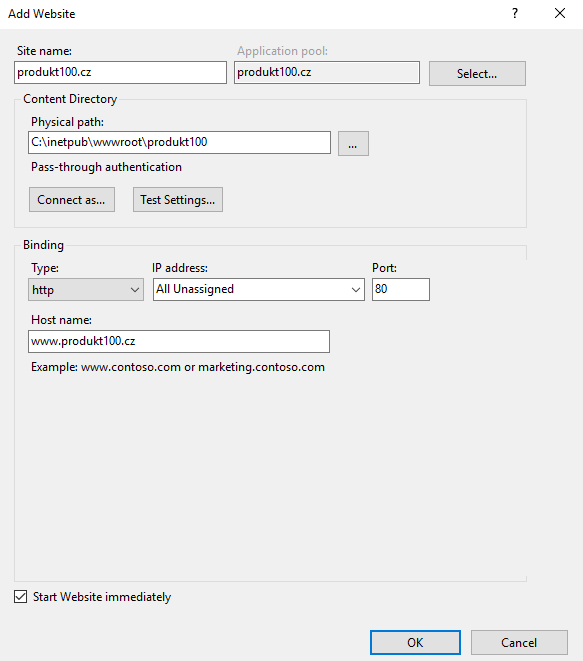 Add Website
?
Site name:
Application pool:
produkt100.cz
produkt100.cz
Select...
Content Directory
Physical path:
C:\inetpub\wwwroot\produkt100
...
Pass-through authentication
Connect as...
Test Settings...
Binding
Type:
IP address:
Port:
http
All Unassigned
80
Host name:
www.produkt100.cz
Example: www.contoso.com or marketing.contoso.com
Start Website immediately
OK
Cancel